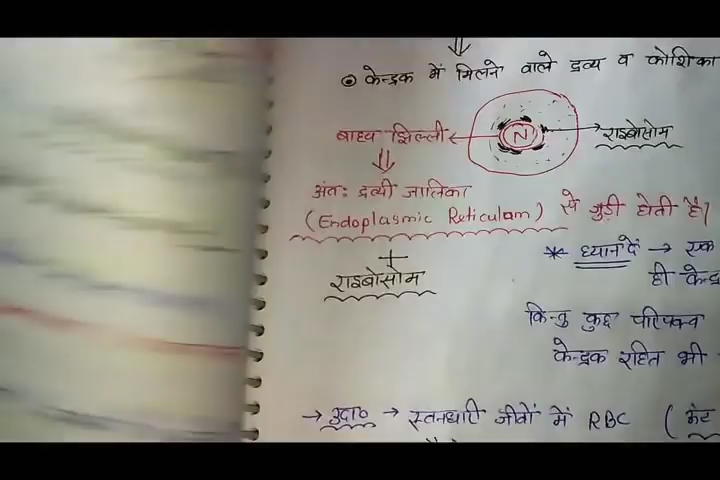 केन्द्रक में मिलने वाले द्रव्य व कोशिका
बाह्य झिल्ली
N
राइबोसोम
अंतः द्रव्यी जालिका
(Endoplasmic Reticulam) से जुड़ी होती है।
+
राइबोसोम
* ध्यान दें → एक
ही केन्द्र
किन्तु कुछ परिपक्व
केन्द्रक रहित भी
→ उदा० → स्तनधारी जीवों में RBC (ऊंट